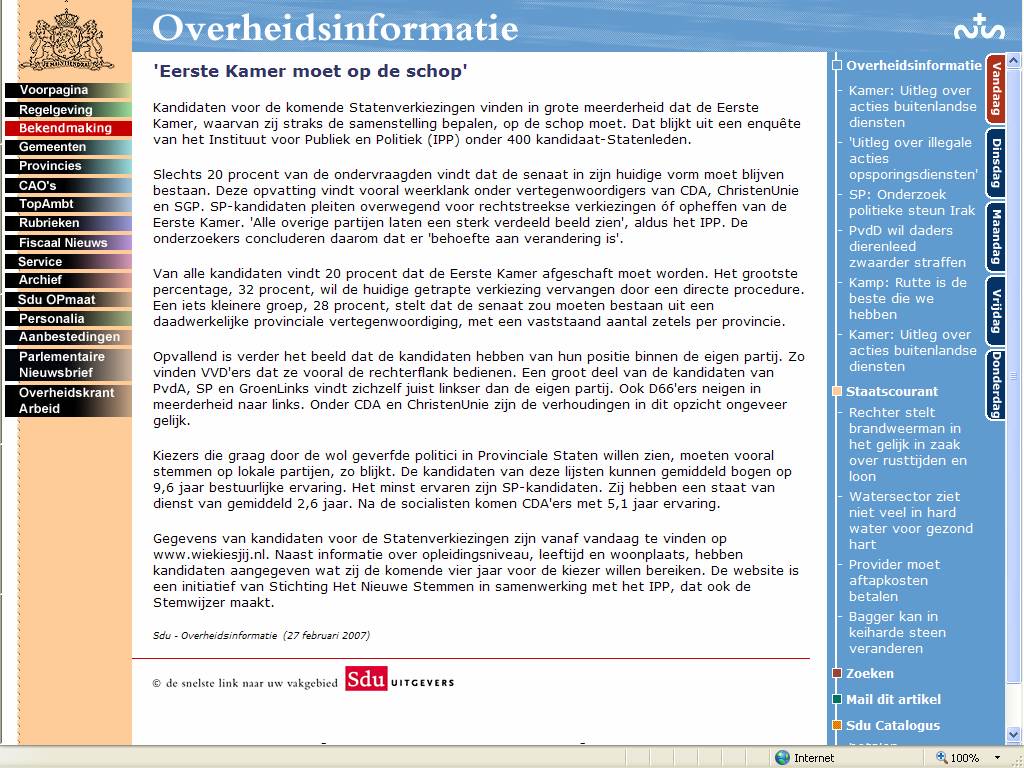 Overheidsinformatie
Voorpagina
Regelgeving
Bekendmaking
Gemeenten
Provincies
CAO's
TopAmbt
Rubrieken
Fiscaal Nieuws
Service
Archief
Sdu OPmaat
Personalia
Aanbestedingen
Parlementaire
Nieuwsbrief
Overheidskrant
Arbeid
'Eerste Kamer moet op de schop'
Kandidaten voor de komende Statenverkiezingen vinden in grote meerderheid dat de Eerste
Kamer, waarvan zij straks de samenstelling bepalen, op de schop moet. Dat blijkt uit een enquête
van het Instituut voor Publiek en Politiek (IPP) onder 400 kandidaat-Statenleden.
Slechts 20 procent van de ondervraagden vindt dat de senaat in zijn huidige vorm moet blijven
bestaan. Deze opvatting vindt vooral weerklank onder vertegenwoordigers van CDA, ChristenUnie
en SGP. SP-kandidaten pleiten overwegend voor rechtstreekse verkiezingen óf opheffen van de
Eerste Kamer. 'Alle overige partijen laten een sterk verdeeld beeld zien', aldus het IPP. De
onderzoekers concluderen daarom dat er 'behoefte aan verandering is'.
Van alle kandidaten vindt 20 procent dat de Eerste Kamer afgeschaft moet worden. Het grootste
percentage, 32 procent, wil de huidige getrapte verkiezing vervangen door een directe procedure.
Een iets kleinere groep, 28 procent, stelt dat de senaat zou moeten bestaan uit een
daadwerkelijke provinciale vertegenwoordiging, met een vaststaand aantal zetels per provincie.
Opvallend is verder het beeld dat de kandidaten hebben van hun positie binnen de eigen partij. Zo
vinden VVD'ers dat ze vooral de rechterflank bedienen. Een groot deel van de kandidaten van
PvdA, SP en GroenLinks vindt zichzelf juist linkser dan de eigen partij. Ook D66'ers neigen in
meerderheid naar links. Onder CDA en ChristenUnie zijn de verhoudingen in dit opzicht ongeveer
gelijk.
Kiezers die graag door de wol geverfde politici in Provinciale Staten willen zien, moeten vooral
stemmen op lokale partijen, zo blijkt. De kandidaten van deze lijsten kunnen gemiddeld bogen op
9,6 jaar bestuurlijke ervaring. Het minst ervaren zijn SP-kandidaten. Zij hebben een staat van
dienst van gemiddeld 2,6 jaar. Na de socialisten komen CDA'ers met 5,1 jaar ervaring.
Gegevens van kandidaten voor de Statenverkiezingen zijn vanaf vandaag te vinden op
www.wiekiesjij.nl. Naast informatie over opleidingsniveau, leeftijd en woonplaats, hebben
kandidaten aangegeven wat zij de komende vier jaar voor de kiezer willen bereiken. De website is
een initiatief van Stichting Het Nieuwe Stemmen in samenwerking met het IPP, dat ook de
Stemwijzer maakt.
Sdu - Overheidsinformatie (27 februari 2007)
© de snelste link naar uw vakgebied Sdu UITGEVERS
Overheidsinformatie
- Kamer: Uitleg over
acties buitenlandse
diensten
- 'Uitleg over illegale
acties
opsporingsdiensten'
- SP: Onderzoek
politieke steun Irak
- PvdD wil daders
dierenleed
zwaarder straffen
- Kamp: Rutte is de
beste die we
hebben
- Kamer: Uitleg over
acties buitenlandse
diensten
Staatscourant
- Rechter stelt
brandweerman in
het gelijk in zaak
over rusttijden en
loon
- Watersector ziet
niet veel in hard
water voor gezond
hart
- Provider moet
aftapkosten
betalen
- Bagger kan in
keiharde steen
veranderen
Zoeken
Mail dit artikel
Sdu Catalogus
Vandaag
Dinsdag
Maandag
Vrijdag
Donderdag
Internet
100%